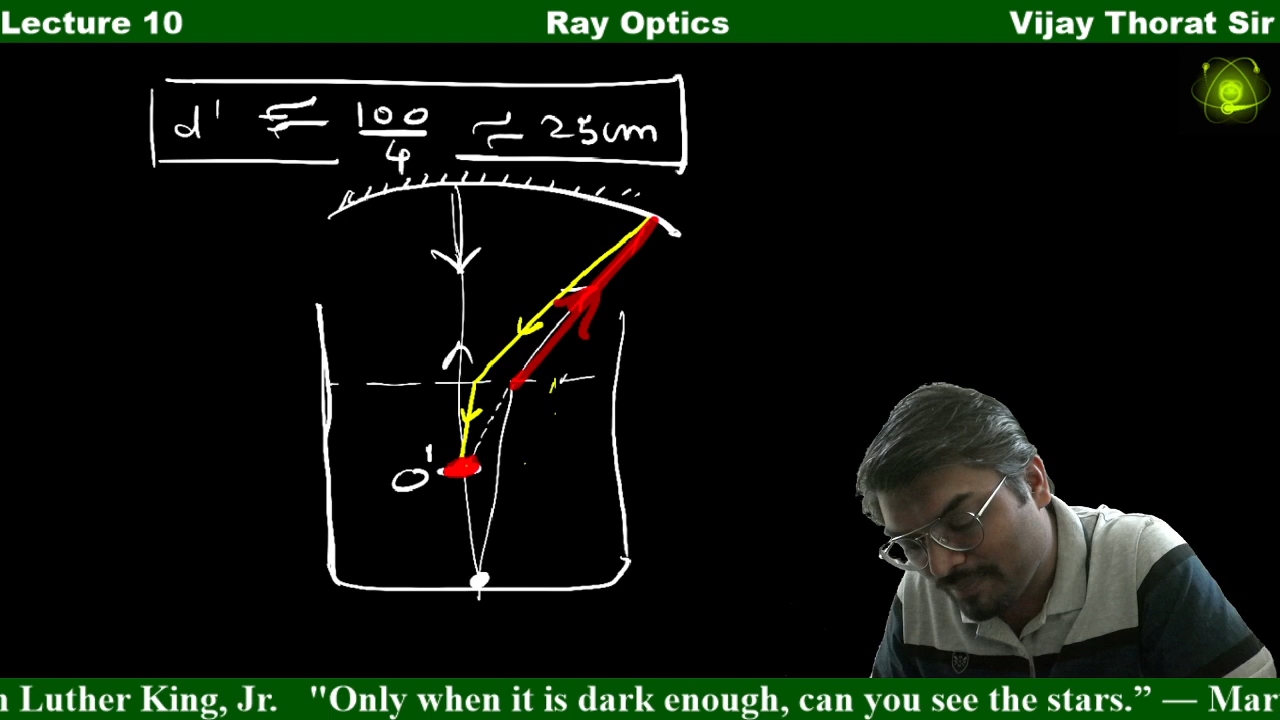 Lecture 10 Ray Optics Vijay Thorat Sir
d' ≈ 100/4 ≈ 25cm
O'
n Luther King, Jr. "Only when it is dark enough, can you see the stars.” — Mar